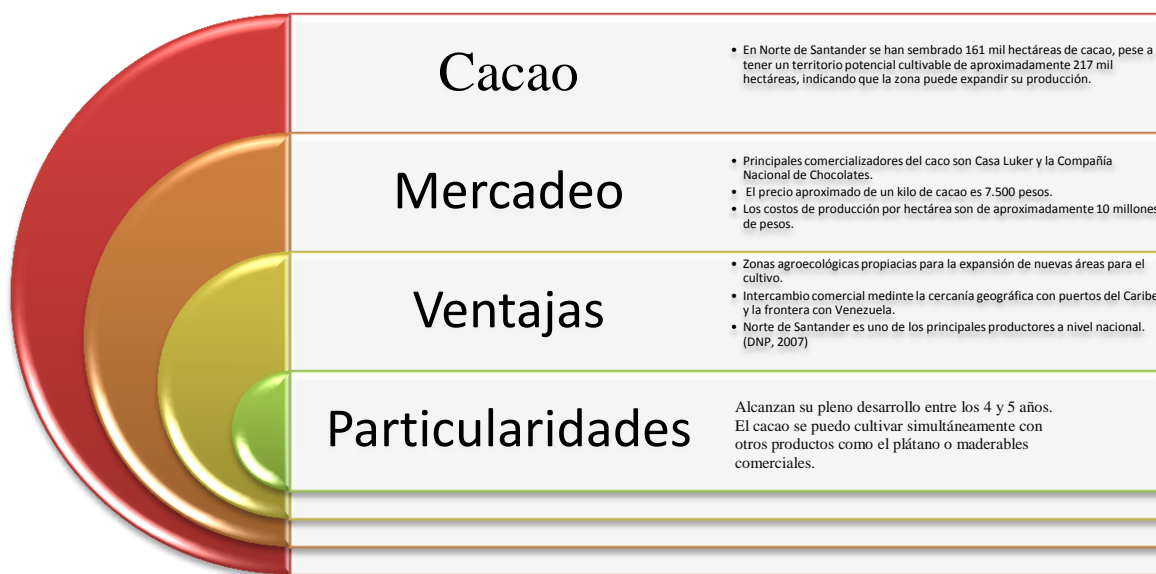 Cacao
• En Norte de Santander se han sembrado 161 mil hectáreas de cacao, pese a
tener un territorio potencial cultivable de aproximadamente 217 mil
hectáreas, indicando que la zona puede expandir su producción.
Mercadeo
• Principales comercializadores del caco son Casa Luker y la Compañía
Nacional de Chocolates.
• El precio aproximado de un kilo de cacao es 7.500 pesos.
• Los costos de producción por hectárea son de aproximadamente 10 millones
de pesos.
Ventajas
• Zonas agroecológicas propiacias para la expansión de nuevas áreas para el
cultivo.
• Intercambio comercial medinte la cercanía geográfica con puertos del Caribe
y la frontera con Venezuela.
• Norte de Santander es uno de los principales productores a nivel nacional.
(DNP, 2007)
Particularidades
Alcanzan su pleno desarrollo entre los 4 y 5 años.
El cacao se puedo cultivar simultáneamente con
otros productos como el plátano o maderables
comerciales.